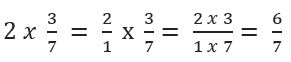 2 x 3/7 = 2/1 x 3/7 = 2 x 3/1 x 7 = 6/7